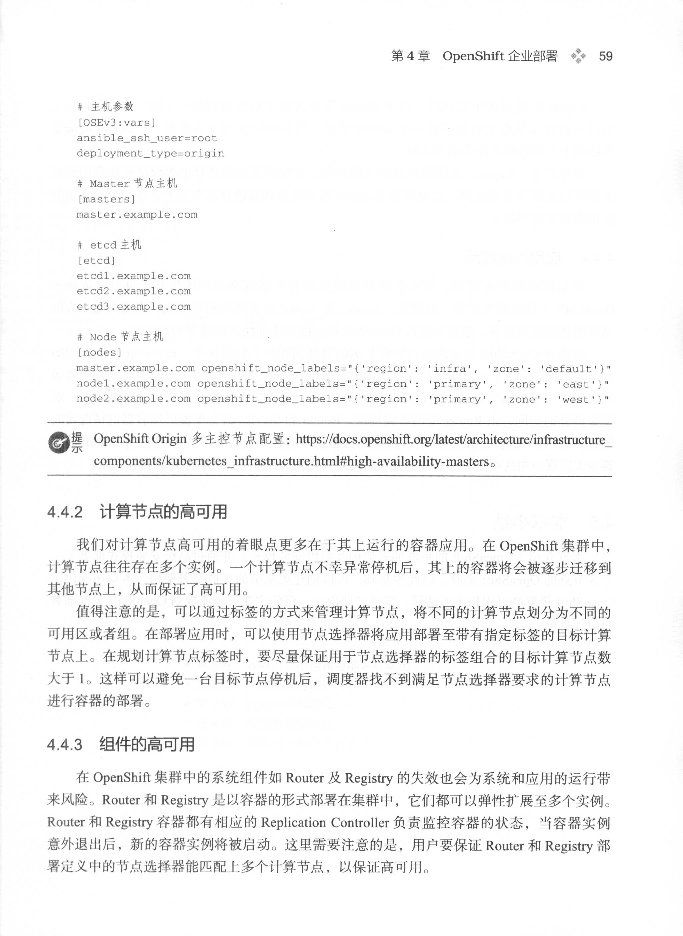 第 4 章 OpenShift 企业部署 59
# 主机参数
[OSEv3:vars]
ansible_ssh_user=root
deployment_type=origin
# Master 节点主机
[masters]
master.example.com
# etcd 主机
[etcd]
etcd1.example.com
etcd2.example.com
etcd3.example.com
# Node 节点主机
[nodes]
master.example.com openshift_node_labels="{'region': 'infra', 'zone': 'default'}"
node1.example.com openshift_node_labels="{'region': 'primary', 'zone': 'east'}"
node2.example.com openshift_node_labels="{'region': 'primary', 'zone': 'west'}"
提示 OpenShift Origin 多主控节点配置：https://docs.openshift.org/latest/architecture/infrastructure_
components/kubernetes_infrastructure.html#high-availability-masters。
4.4.2 计算节点的高可用
我们对计算节点高可用的着眼点更多在于其上运行的容器应用。在 OpenShift 集群中，
计算节点往往存在多个实例。一个计算节点不幸异常停机后，其上的容器将会被逐步迁移到
其他节点上，从而保证了高可用。
值得注意的是，可以通过标签的方式来管理计算节点，将不同的计算节点划分为不同的
可用区或者组。在部署应用时，可以使用节点选择器将应用部署至带有指定标签的目标计算
节点上。在规划计算节点标签时，要尽量保证用于节点选择器的标签组合的目标计算节点数
大于 1。这样可以避免一台目标节点停机后，调度器找不到满足节点选择器要求的计算节点
进行容器的部署。
4.4.3 组件的高可用
在 OpenShift 集群中的系统组件如 Router 及 Registry 的失效也会为系统和应用的运行带
来风险。Router 和 Registry 是以容器的形式部署在集群中，它们都可以弹性扩展至多个实例。
Router 和 Registry 容器都有相应的 Replication Controller 负责监控容器的状态，当容器实例
意外退出后，新的容器实例将被启动。这里需要注意的是，用户要保证 Router 和 Registry 部
署定义中的节点选择器能匹配上多个计算节点，以保证高可用。